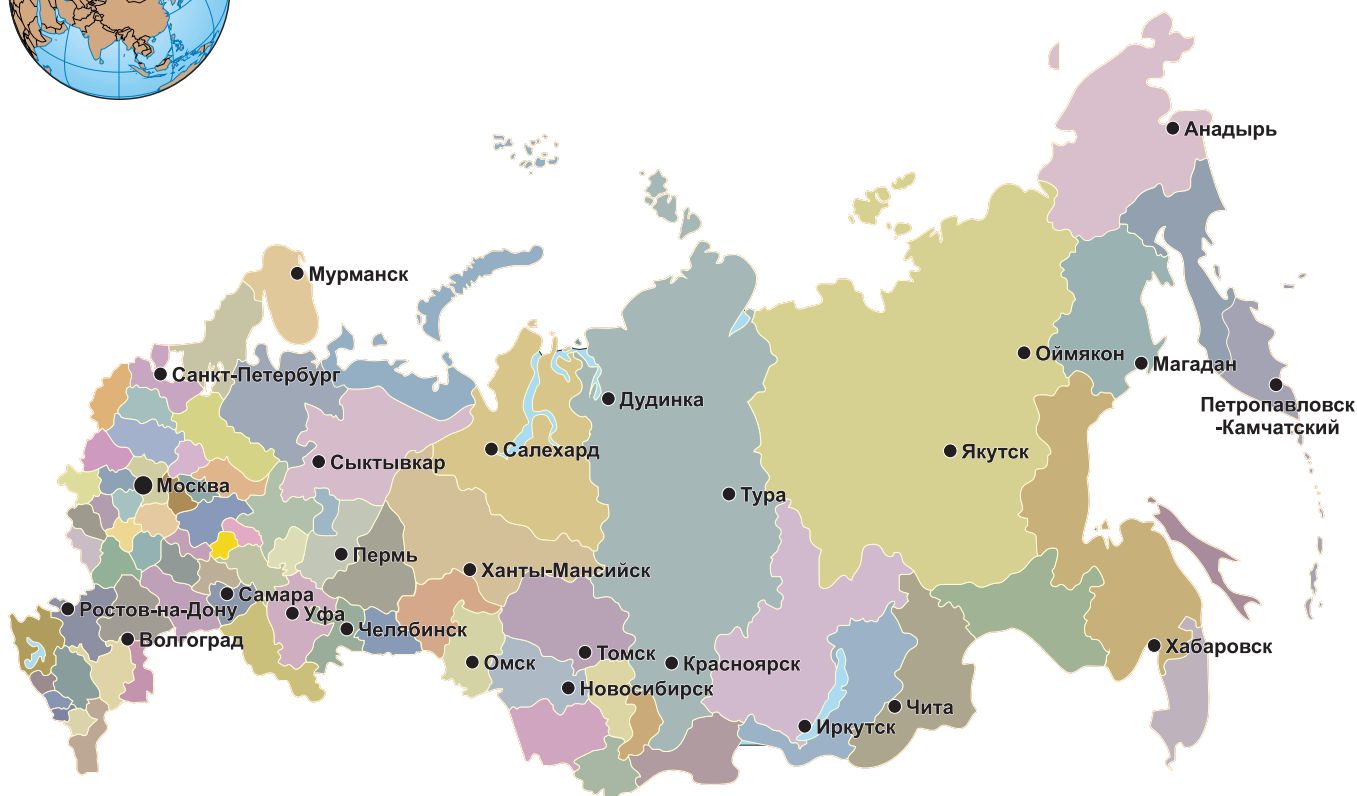 Анадырь
Мурманск
Оймякон
Магадан
Санкт-Петербург
Дудинка
Петропавловск
-Камчатский
Салехард
Якутск
Сыктывкар
Москва
Тура
Пермь
Ханты-Мансийск
Самара
Ростов-на-Дону
Уфа
Челябинск
Волгоград
Хабаровск
Томск
Омск
Красноярск
Новосибирск
Чита
Иркутск